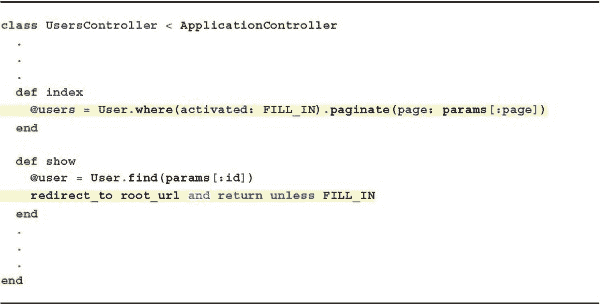 class UsersController < ApplicationController
.
.
.
def index
@users = User.where(activated: FILL_IN).paginate(page: params[:page])
end
def show
@user = User.find(params[:id])
redirect_to root_url and return unless FILL_IN
end
.
.
.
end